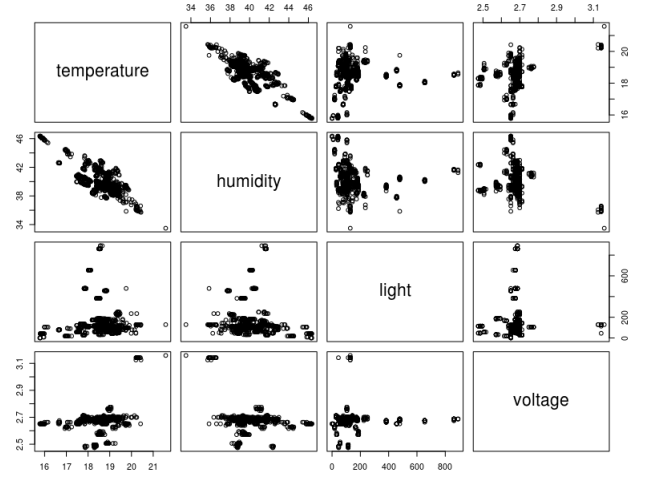 34 36 38 40 42 44 46
2.5 2.7 2.9 3.1
temperature
16 18 20
34 38 42 46
humidity
light
0 200 600
2.5 2.7 2.9 3.1
voltage
16 17 18 19 20 21
0 200 400 600 800